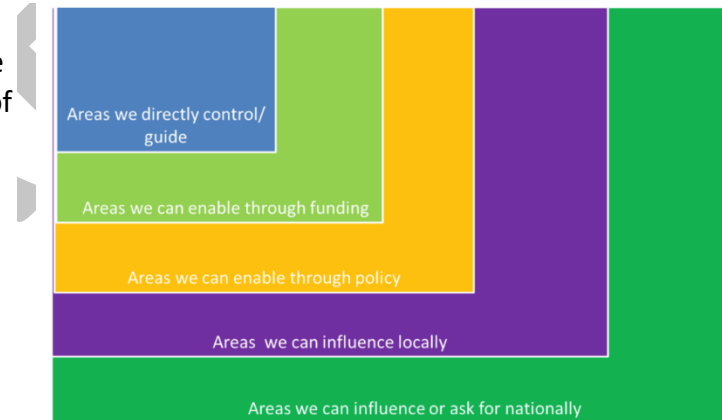 of
Areas we directly control/
guide
Areas we can enable through funding
Areas we can enable through policy
Areas  we can influence locally
Areas we can influence or ask for nationally